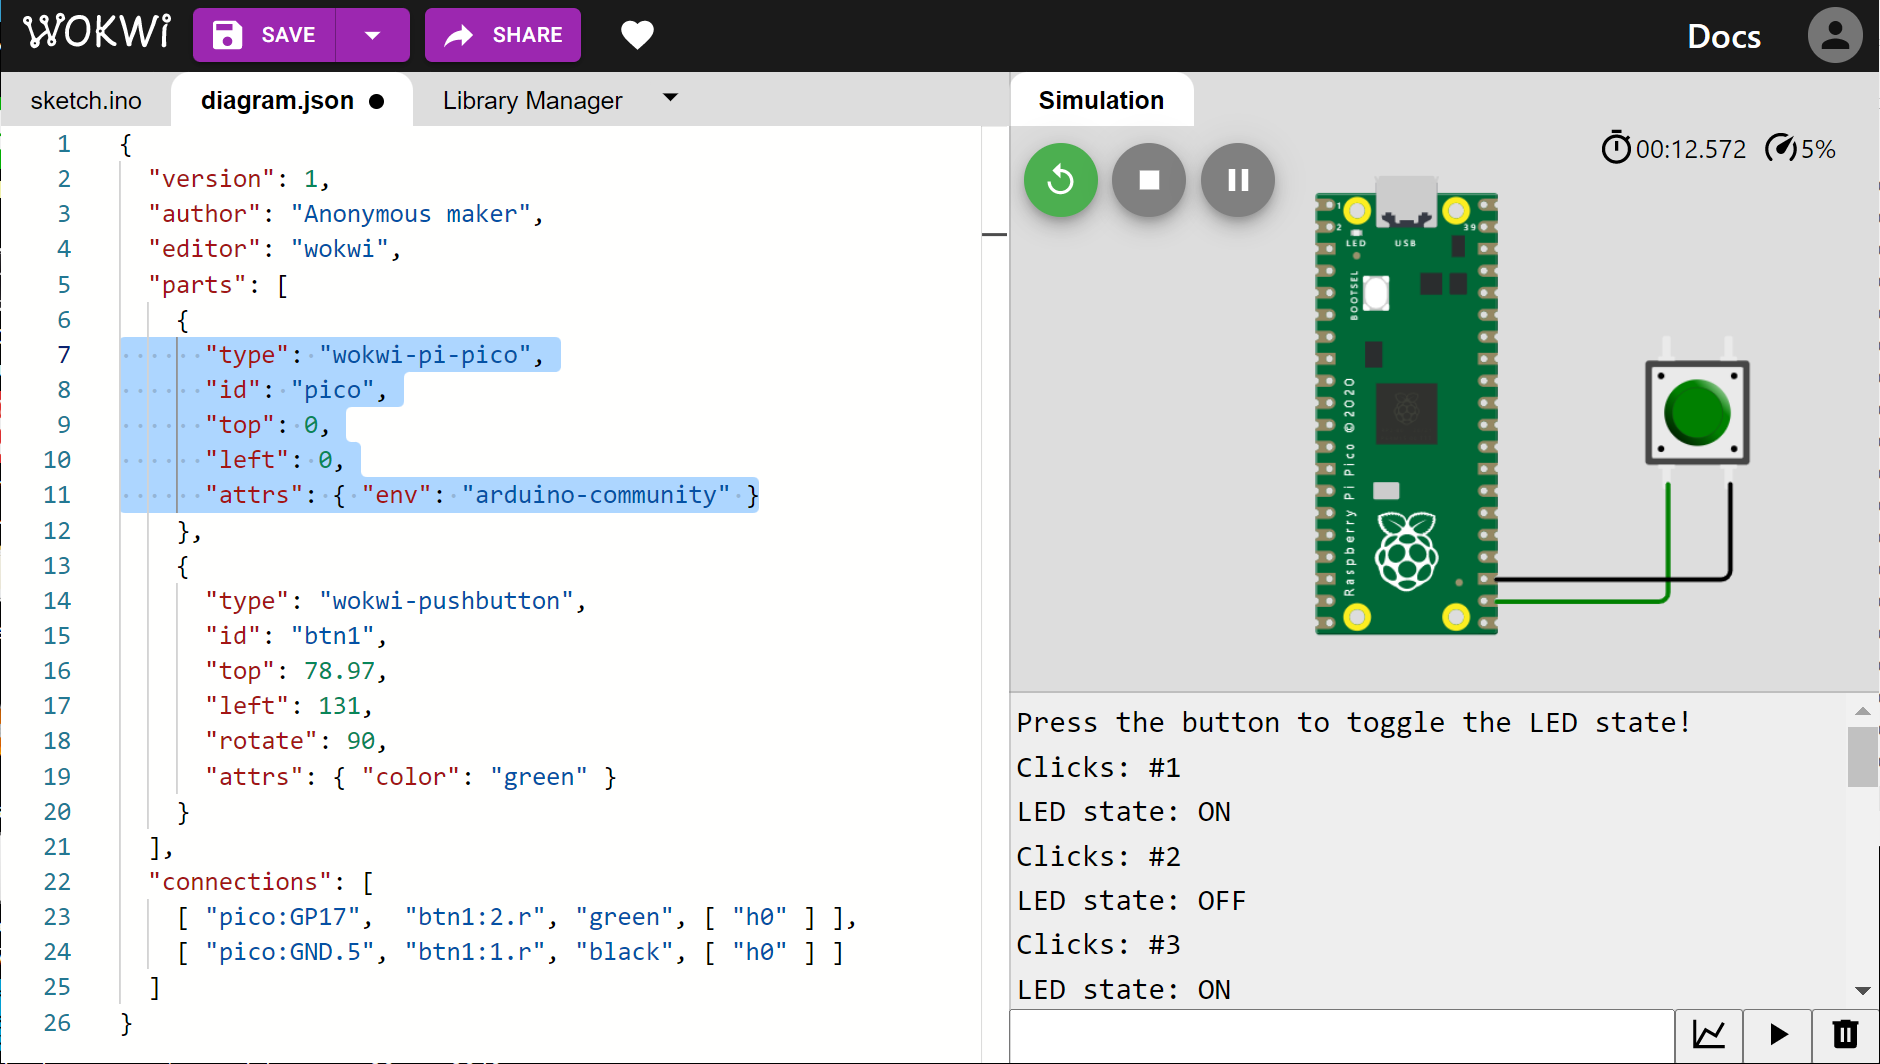 WOKWI
SAVE
SHARE
Docs
sketch.ino
diagram.json
Library Manager
1 {
2 "version": 1,
3 "author": "Anonymous maker",
4 "editor": "wokwi",
5 "parts": [
6 {
7 "type": "wokwi-pi-pico",
8 "id": "pico",
9 "top": 0,
10 "left": 0,
11 "attrs": { "env": "arduino-community" }
12 },
13 {
14 "type": "wokwi-pushbutton",
15 "id": "btn1",
16 "top": 78.97,
17 "left": 131,
18 "rotate": 90,
19 "attrs": { "color": "green" }
20 }
21 ],
22 "connections": [
23 [ "pico:GP17", "btn1:2.r", "green", [ "h0" ] ],
24 [ "pico:GND.5", "btn1:1.r", "black", [ "h0" ] ]
25 ]
26 }
Simulation
00:12.572
5%
1
2
39
LED
USB
BOOTSEL
Raspberry Pi Pico ©2020
Press the button to toggle the LED state!
Clicks: #1
LED state: ON
Clicks: #2
LED state: OFF
Clicks: #3
LED state: ON